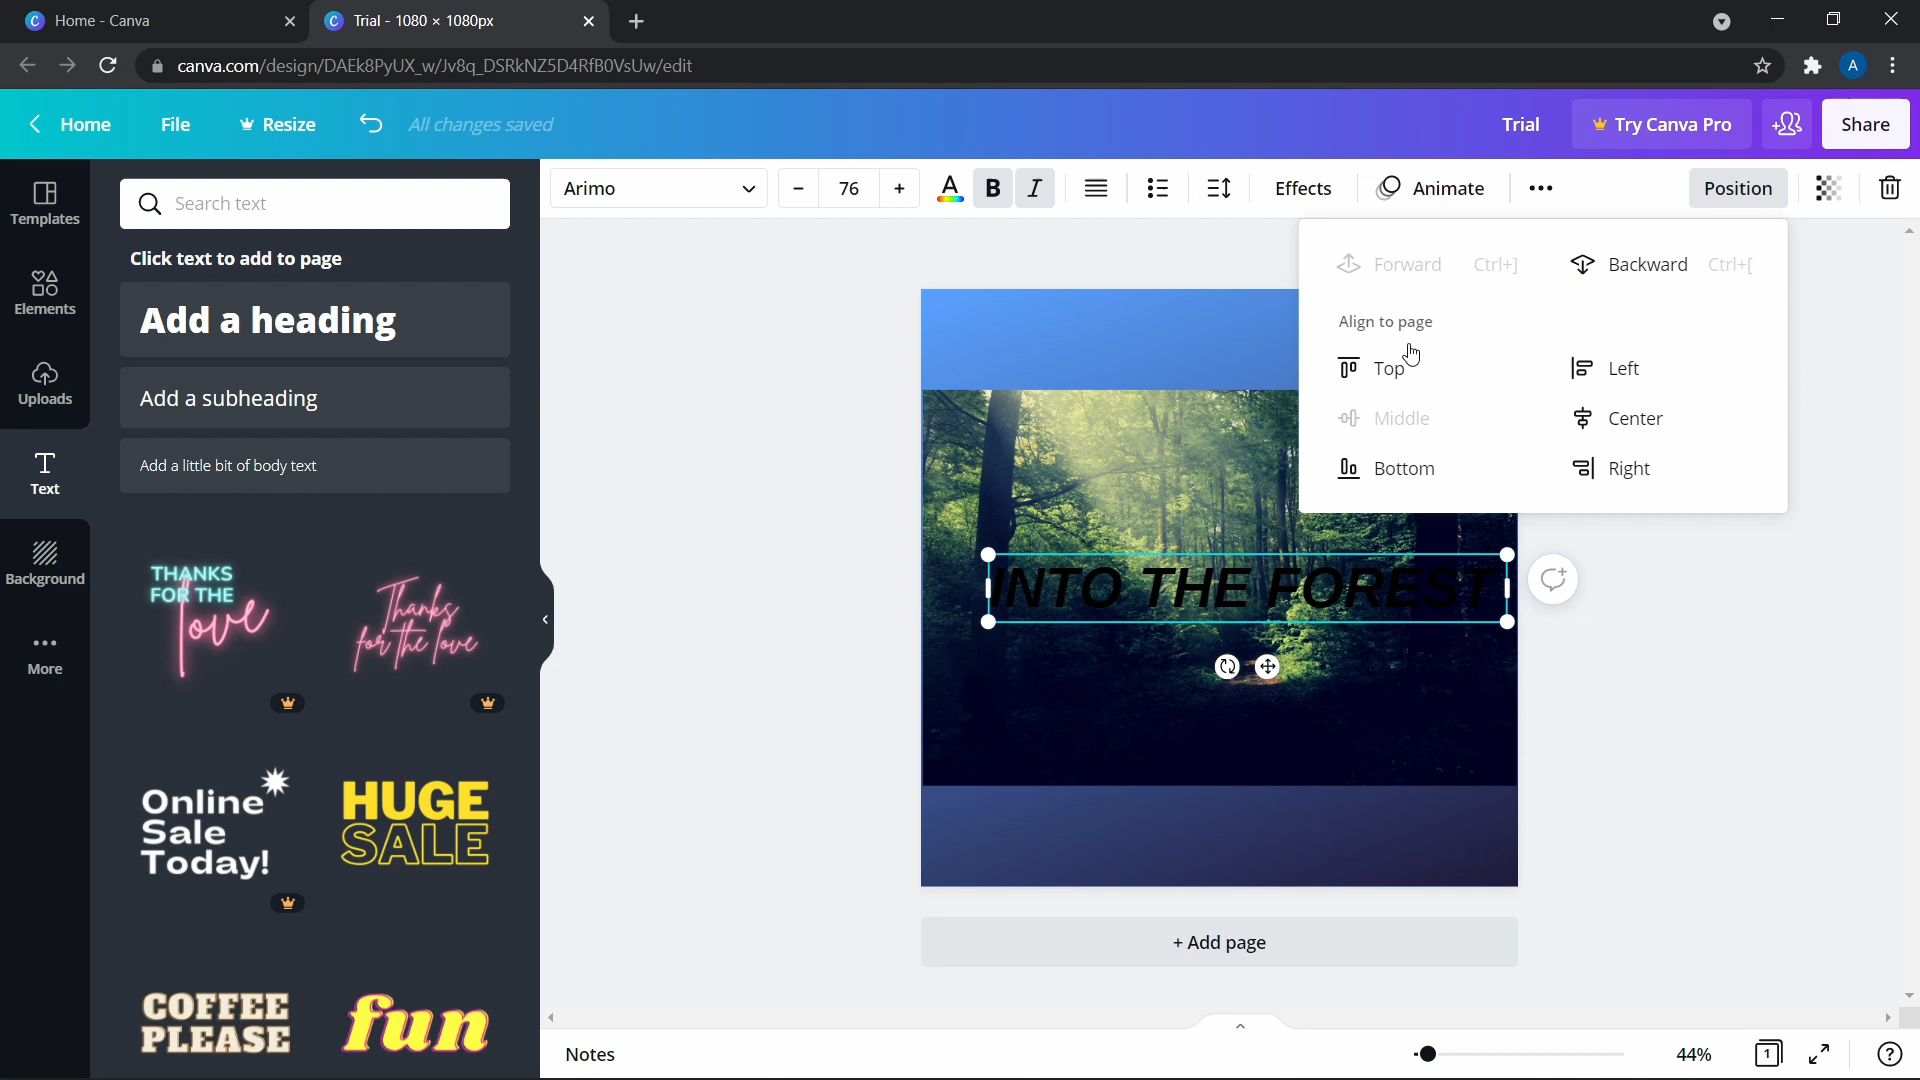 Home - Canva
Trial - 1080 × 1080px
canva.com/design/DAEk8PyUX_w/Jv8q_DSRkNZ5D4RfB0VsUw/edit
A
Home
File
Resize
All changes saved
Trial
Try Canva Pro
Share
Templates
Elements
Uploads
Text
Background
More
Search text
Click text to add to page
Add a heading
Add a subheading
Add a little bit of body text
THANKS
FOR THE
love
Thanks
for the love
Online
Sale
Today!
HUGE
SALE
COFFEE
PLEASE
fun
Arimo
- 76 +
A
B
I
Effects
Animate
Position
Forward Ctrl+]
Backward Ctrl+[
Align to page
Top
Left
Middle
Center
Bottom
Right
INTO THE FOREST
+ Add page
Notes
44%
1
?